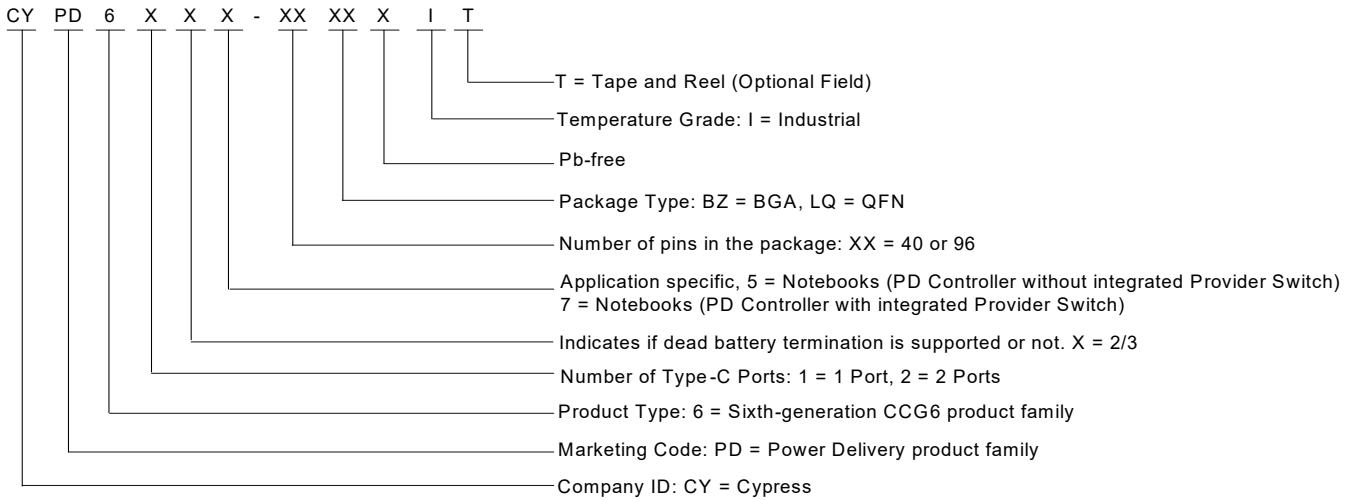 CY PD 6 X X X - XX XX X I T
T = Tape and Reel (Optional Field)
Temperature Grade: I = Industrial
Pb-free
Package Type: BZ = BGA, LQ = QFN
Number of pins in the package: XX = 40 or 96
Application specific, 5 = Notebooks (PD Controller without integrated Provider Switch)
7 = Notebooks (PD Controller with integrated Provider Switch)
Indicates if dead battery termination is supported or not. X = 2/3
Number of Type-C Ports: 1 = 1 Port, 2 = 2 Ports
Product Type: 6 = Sixth-generation CCG6 product family
Marketing Code: PD = Power Delivery product family
Company ID: CY = Cypress